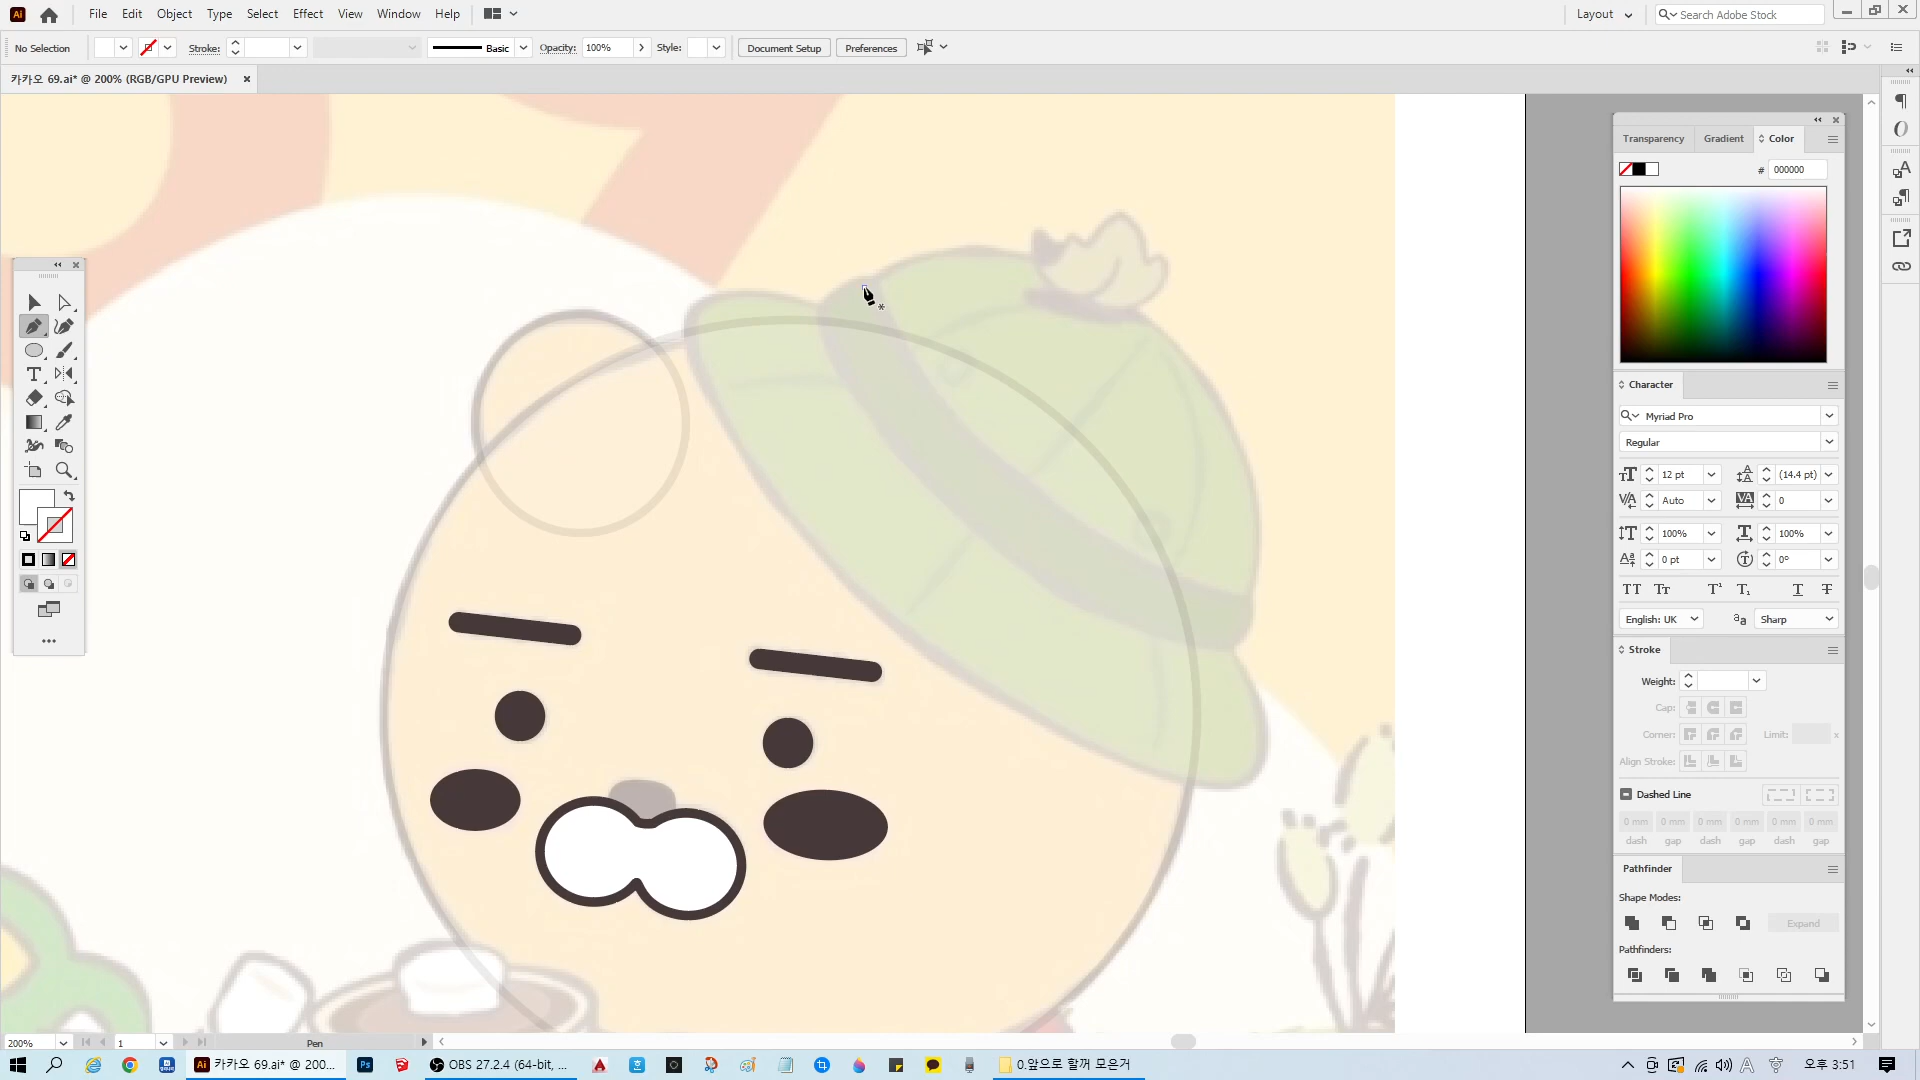 Ai File Edit Object Type Select Effect View Window Help Layout Search Adobe Stock
No Selection Stroke: Basic Opacity: 100% Style: Document Setup Preferences
카카오 69.ai* @ 200% (RGB/GPU Preview)
Transparency Gradient Color
# 000000
Character
Myriad Pro
Regular
12 pt (14.4 pt)
Auto 0
100% 100%
0 pt 0°
English: UK Sharp
Stroke
Weight:
Cap:
Corner: Limit: x
Align Stroke:
Dashed Line
0 mm 0 mm 0 mm 0 mm 0 mm 0 mm
dash gap dash gap dash gap
Pathfinder
Shape Modes:
Expand
Pathfinders:
200% 1 Pen
Ai 카카오 69.ai* @ 200... Ps OBS 27.2.4 (64-bit, ... 0.앞으로 할꺼 모은거 A 오후 3:51